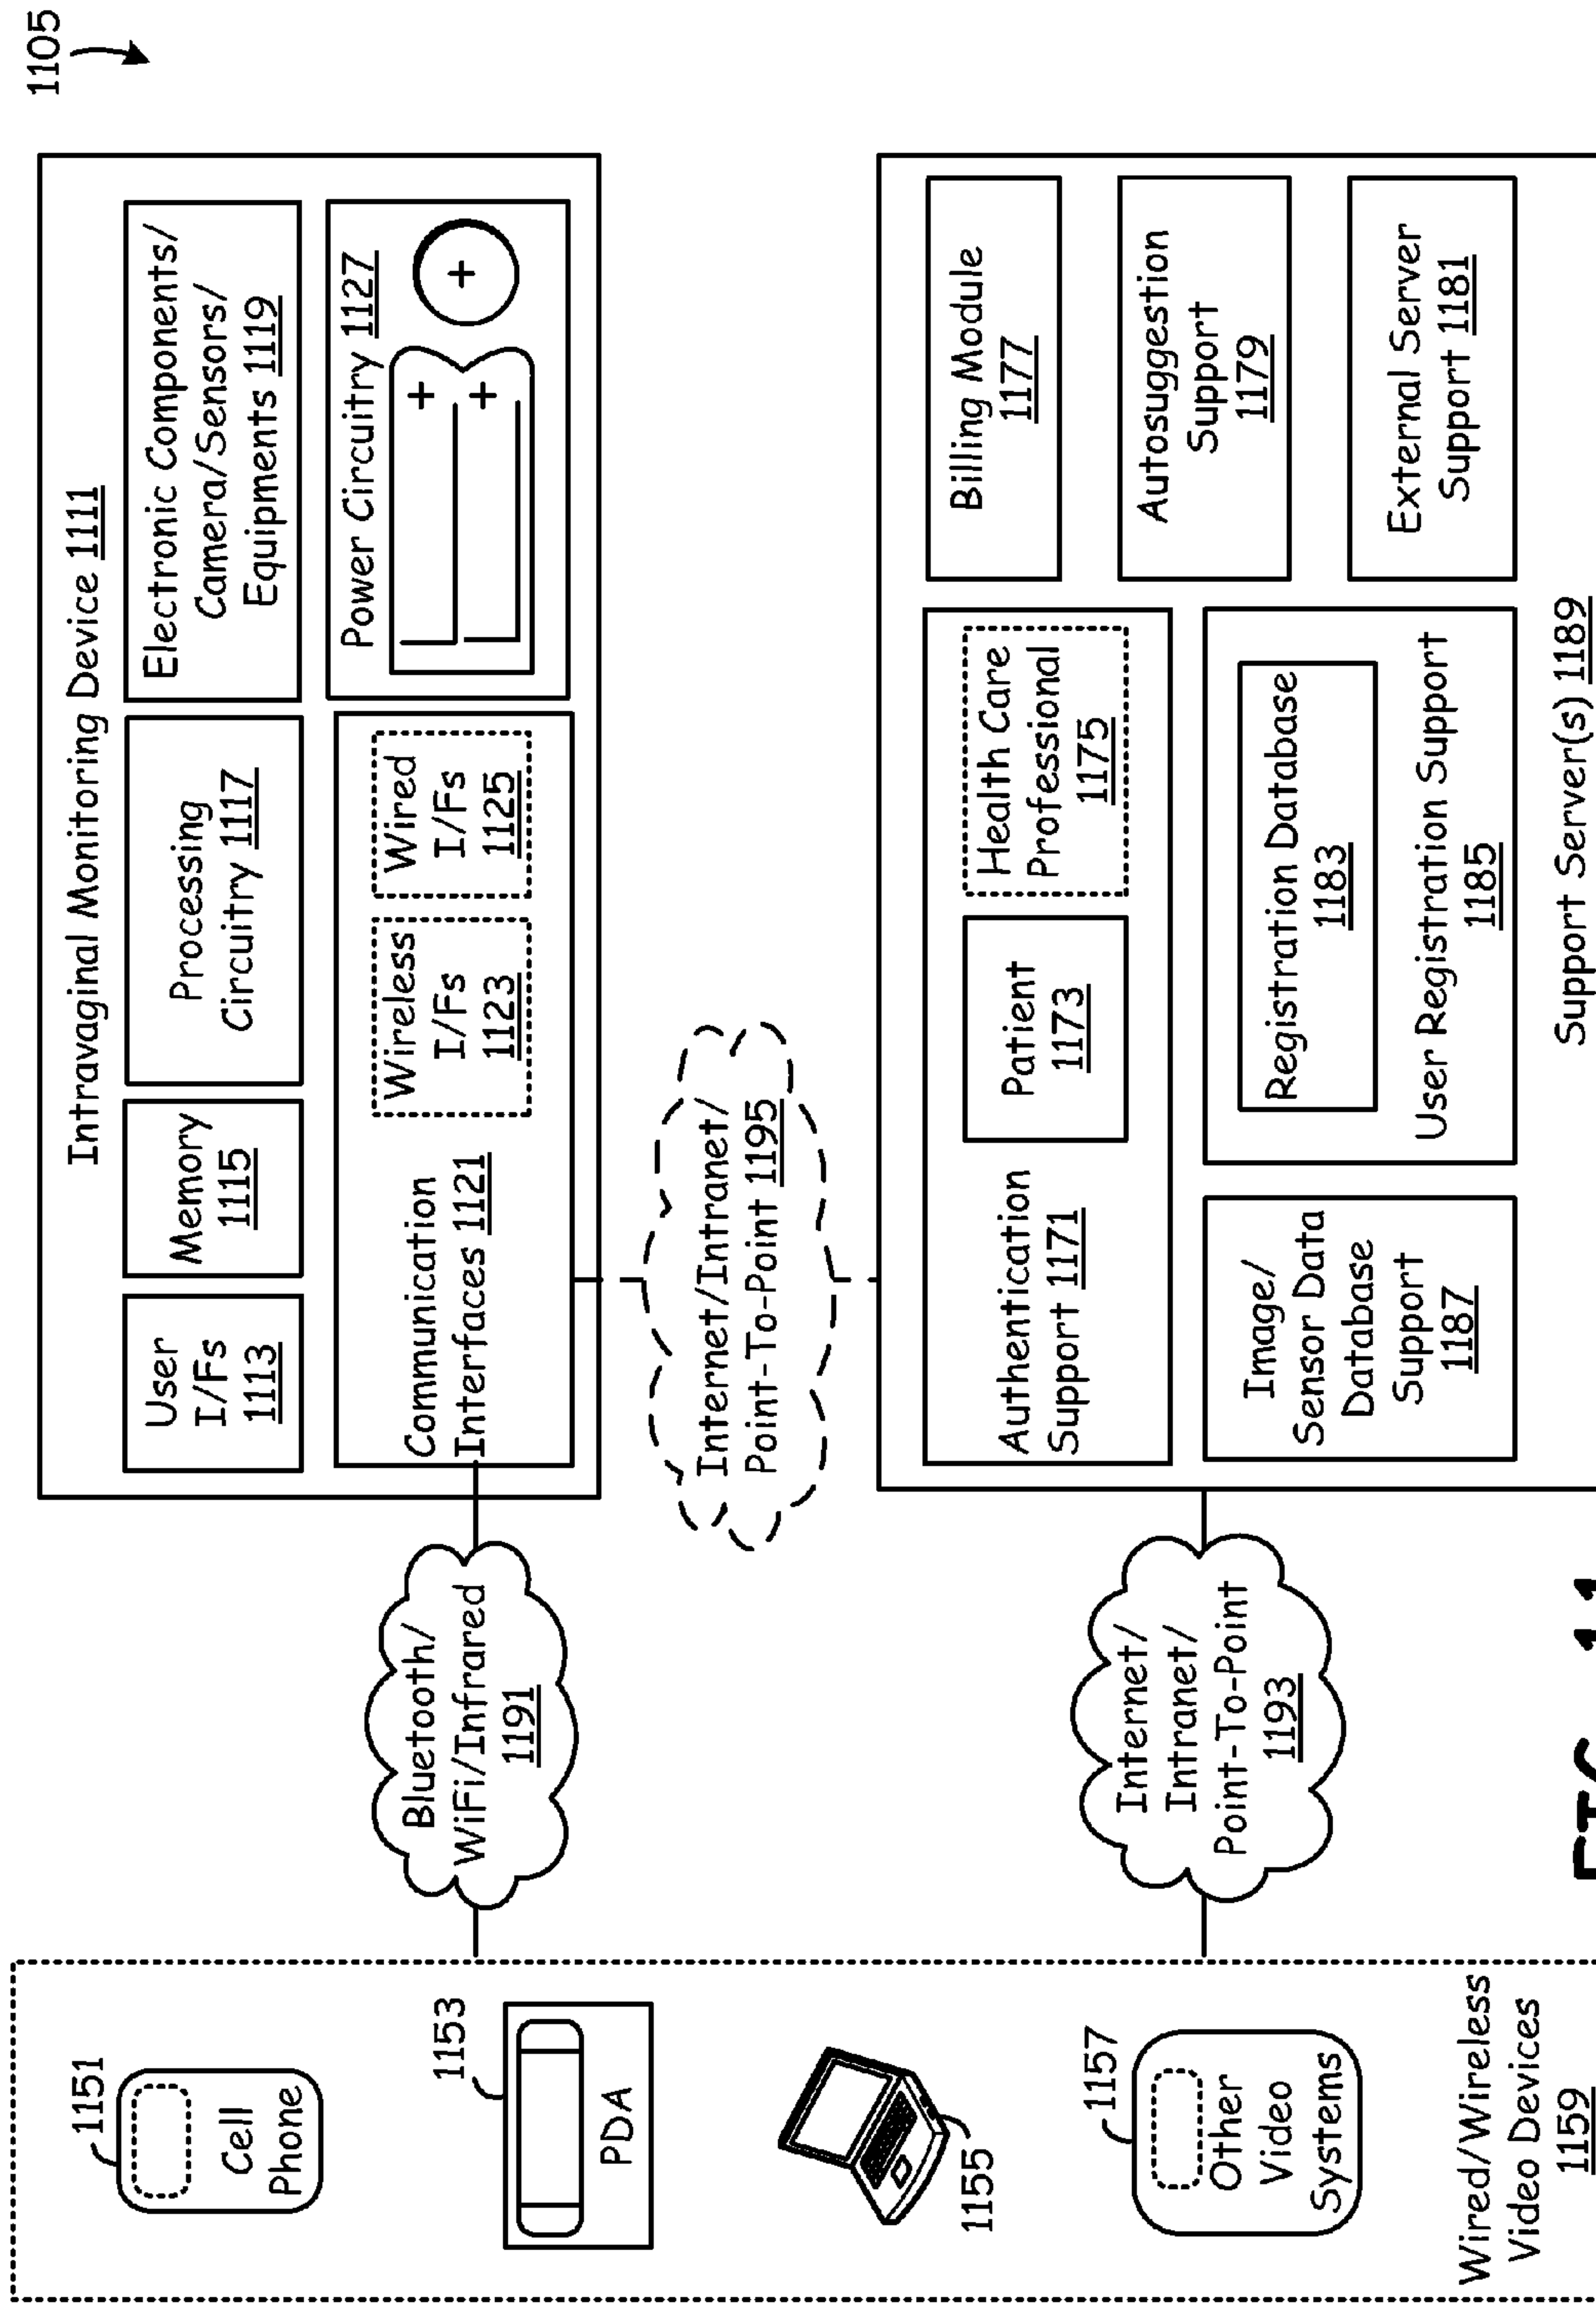 1105
Intravaginal Monitoring Device 1111
User
I/Fs
1113
Memory
1115
Processing
Circuitry 1117
Electronic Components/
Camera/Sensors/
Equipments 1119
Communication
Interfaces 1121
Wireless
I/Fs
1123
Wired
I/Fs
1125
Power Circuitry 1127
+
+
+
Bluetooth/
WiFi/Infrared
1191
Internet/Intranet/
Point-To-Point 1195
Internet/
Intranet/
Point-To-Point
1193
1151
Cell
Phone
1153
PDA
1155
1157
Other
Video
Systems
Wired/Wireless
Video Devices
1159
Authentication
Support 1171
Patient
1173
Health Care
Professional
1175
Billing Module
1177
Autosuggestion
Support
1179
External Server
Support 1181
Image/
Sensor Data
Database
Support
1187
Registration Database
1183
User Registration Support
1185
Support Server(s) 1189